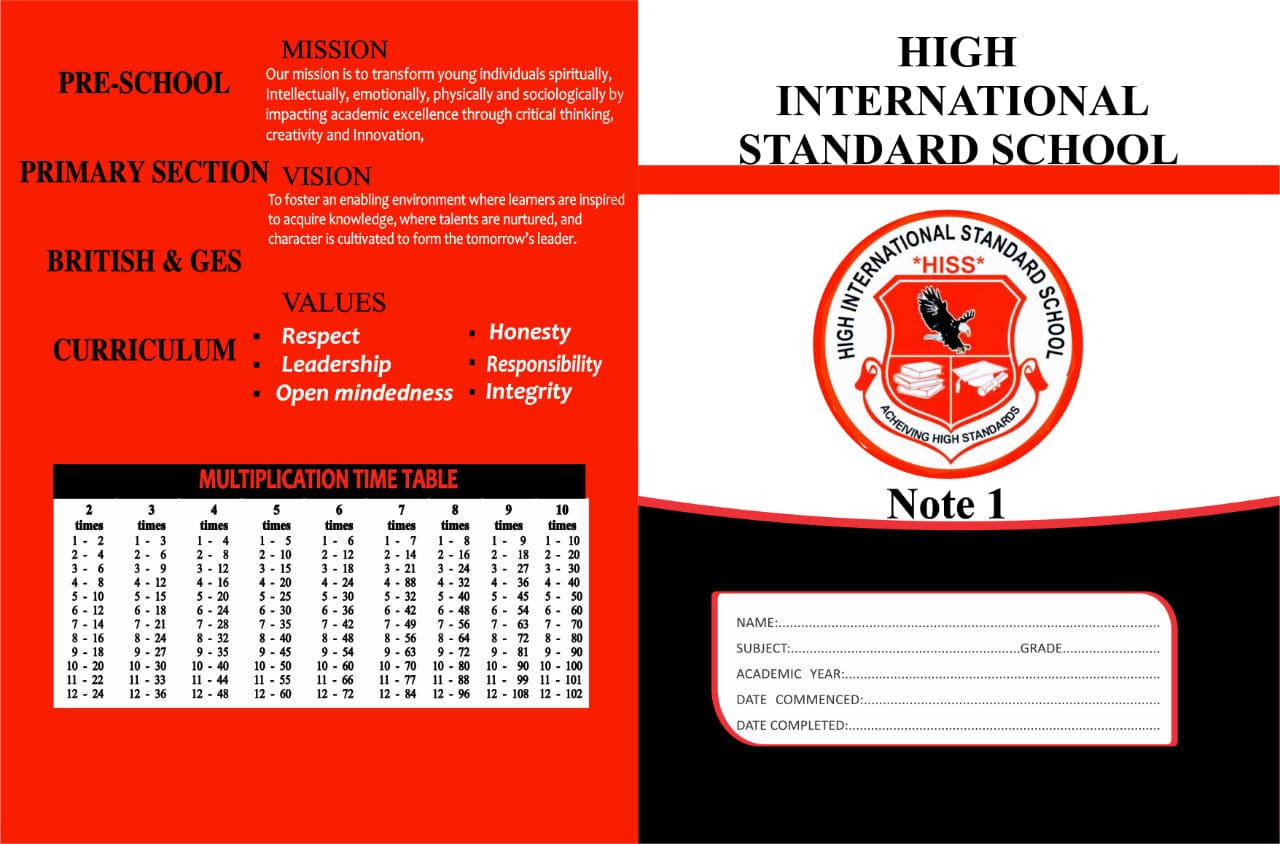 PRE-SCHOOL
PRIMARY SECTION
BRITISH & GES
CURRICULUM
MISSION
Our mission is to transform young individuals spiritually,
Intellectually, emotionally, physically and sociologically by
impacting academic excellence through critical thinking,
creativity and Innovation,
VISION
To foster an enabling environment where learners are inspired
to acquire knowledge, where talents are nurtured, and
character is cultivated to form the tomorrow's leader.
VALUES
▪ Respect ▪ Honesty
▪ Leadership ▪ Responsibility
▪ Open mindedness ▪ Integrity
MULTIPLICATION TIME TABLE
2 3 4 5 6 7 8 9 10
times times times times times times times times times
1 - 2 1 - 3 1 - 4 1 - 5 1 - 6 1 - 7 1 - 8 1 - 9 1 - 10
2 - 4 2 - 6 2 - 8 2 - 10 2 - 12 2 - 14 2 - 16 2 - 18 2 - 20
3 - 6 3 - 9 3 - 12 3 - 15 3 - 18 3 - 21 3 - 24 3 - 27 3 - 30
4 - 8 4 - 12 4 - 16 4 - 20 4 - 24 4 - 88 4 - 32 4 - 36 4 - 40
5 - 10 5 - 15 5 - 20 5 - 25 5 - 30 5 - 32 5 - 40 5 - 45 5 - 50
6 - 12 6 - 18 6 - 24 6 - 30 6 - 36 6 - 42 6 - 48 6 - 54 6 - 60
7 - 14 7 - 21 7 - 28 7 - 35 7 - 42 7 - 49 7 - 56 7 - 63 7 - 70
8 - 16 8 - 24 8 - 32 8 - 40 8 - 48 8 - 56 8 - 64 8 - 72 8 - 80
9 - 18 9 - 27 9 - 35 9 - 45 9 - 54 9 - 63 9 - 72 9 - 81 9 - 90
10 - 20 10 - 30 10 - 40 10 - 50 10 - 60 10 - 70 10 - 80 10 - 90 10 - 100
11 - 22 11 - 33 11 - 44 11 - 55 11 - 66 11 - 77 11 - 88 11 - 99 11 - 101
12 - 24 12 - 36 12 - 48 12 - 60 12 - 72 12 - 84 12 - 96 12 - 108 12 - 102
HIGH
INTERNATIONAL
STANDARD SCHOOL
HIGH INTERNATIONAL STANDARD SCHOOL
*HISS*
ACHEIVING HIGH STANDARDS
Note 1
NAME:
SUBJECT: GRADE
ACADEMIC YEAR:
DATE COMMENCED:
DATE COMPLETED: